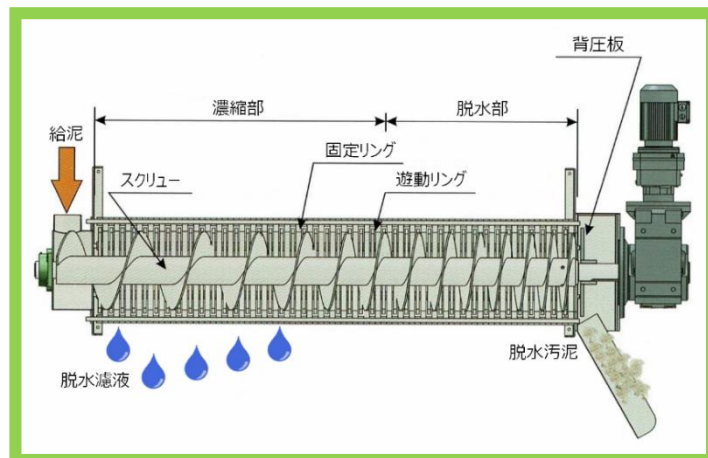 背圧板
濃縮部
脱水部
給泥
固定リング
スクリュー
遊動リング
脱水濾液
脱水汚泥